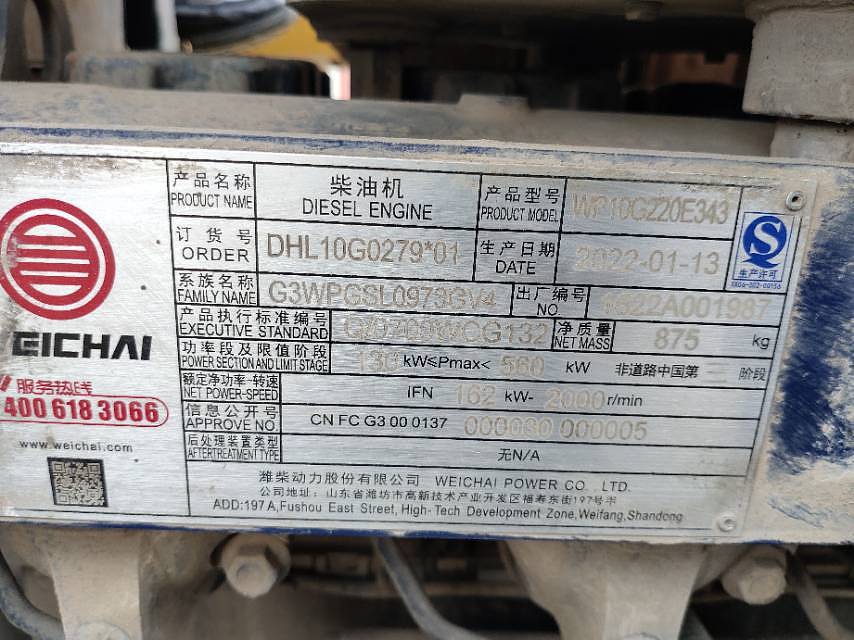 产品名称 PRODUCT NAME 柴油机 DIESEL ENGINE 产品型号 PRODUCT MODEL WP10G220E343
订货号 ORDER DHL10G0279*01 生产日期 DATE 2022-01-13
系族名称 FAMILY NAME G3WPGSL0973GV4 出厂编号 NO.
产品执行标准编号 EXECUTIVE STANDARD 净质量 NET MASS 875 kg
功率段及限值阶段 POWER SECTION AND LIMIT STAGE 130 kW≤Pmax< 560 kW 非道路中国第三阶段
额定净功率-转速 NET POWER-SPEED IFN 162 kW- 2000 r/min
信息公开号 APPROVE NO. CN FC G3 00 0137 000030 000005
后处理装置类型 AFTERTREATMENT TYPE 无N/A
潍柴动力股份有限公司 WEICHAI POWER CO .,LTD.
公司地址: 山东省潍坊市高新技术产业开发区福寿东街197号甲
ADD:197 A,Fushou East Street, High-Tech Development Zone,Weifang,Shandong
EICHAI
服务热线
400 618 3066
www.weichai.com
生产许可
XK06-002-00156